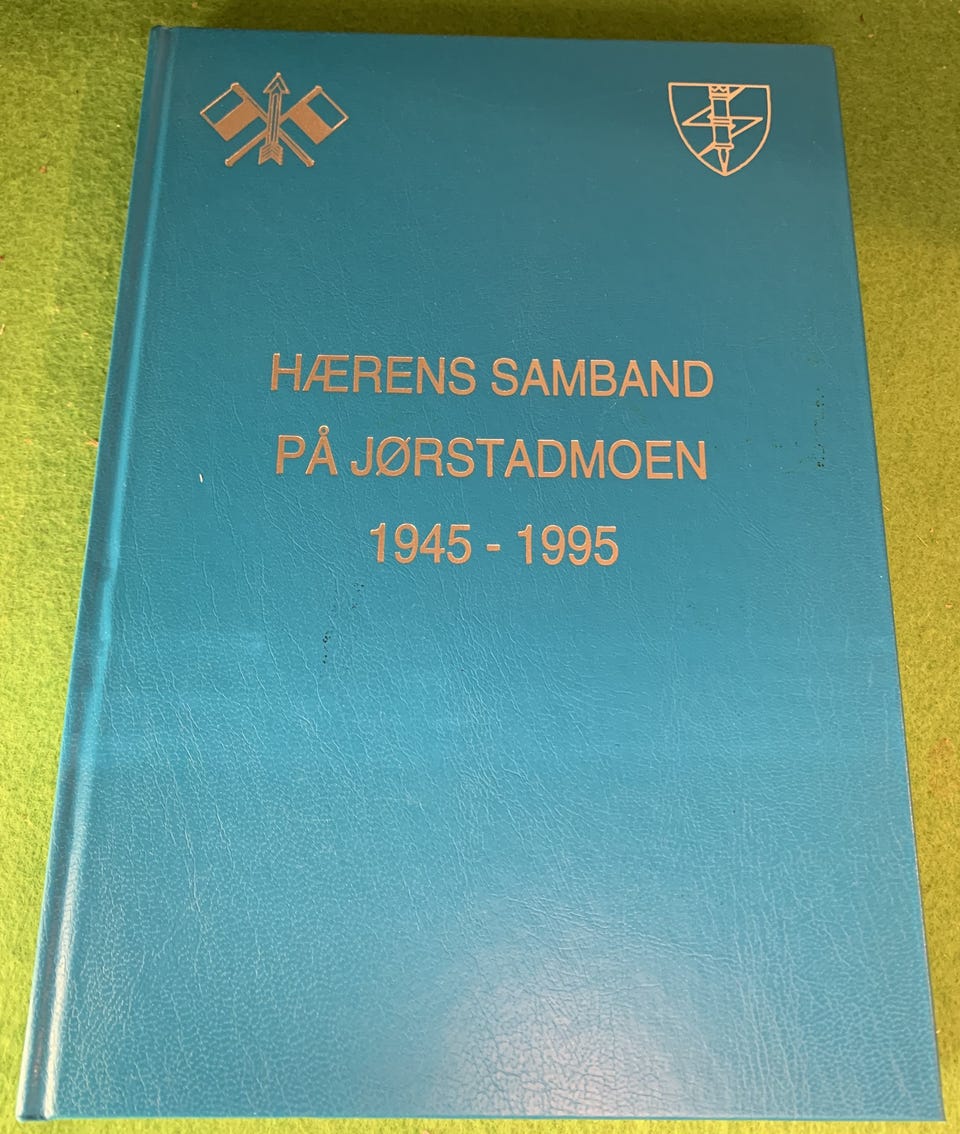 HÆRENS SAMBAND
PÅ JØRSTADMOEN
1945 - 1995